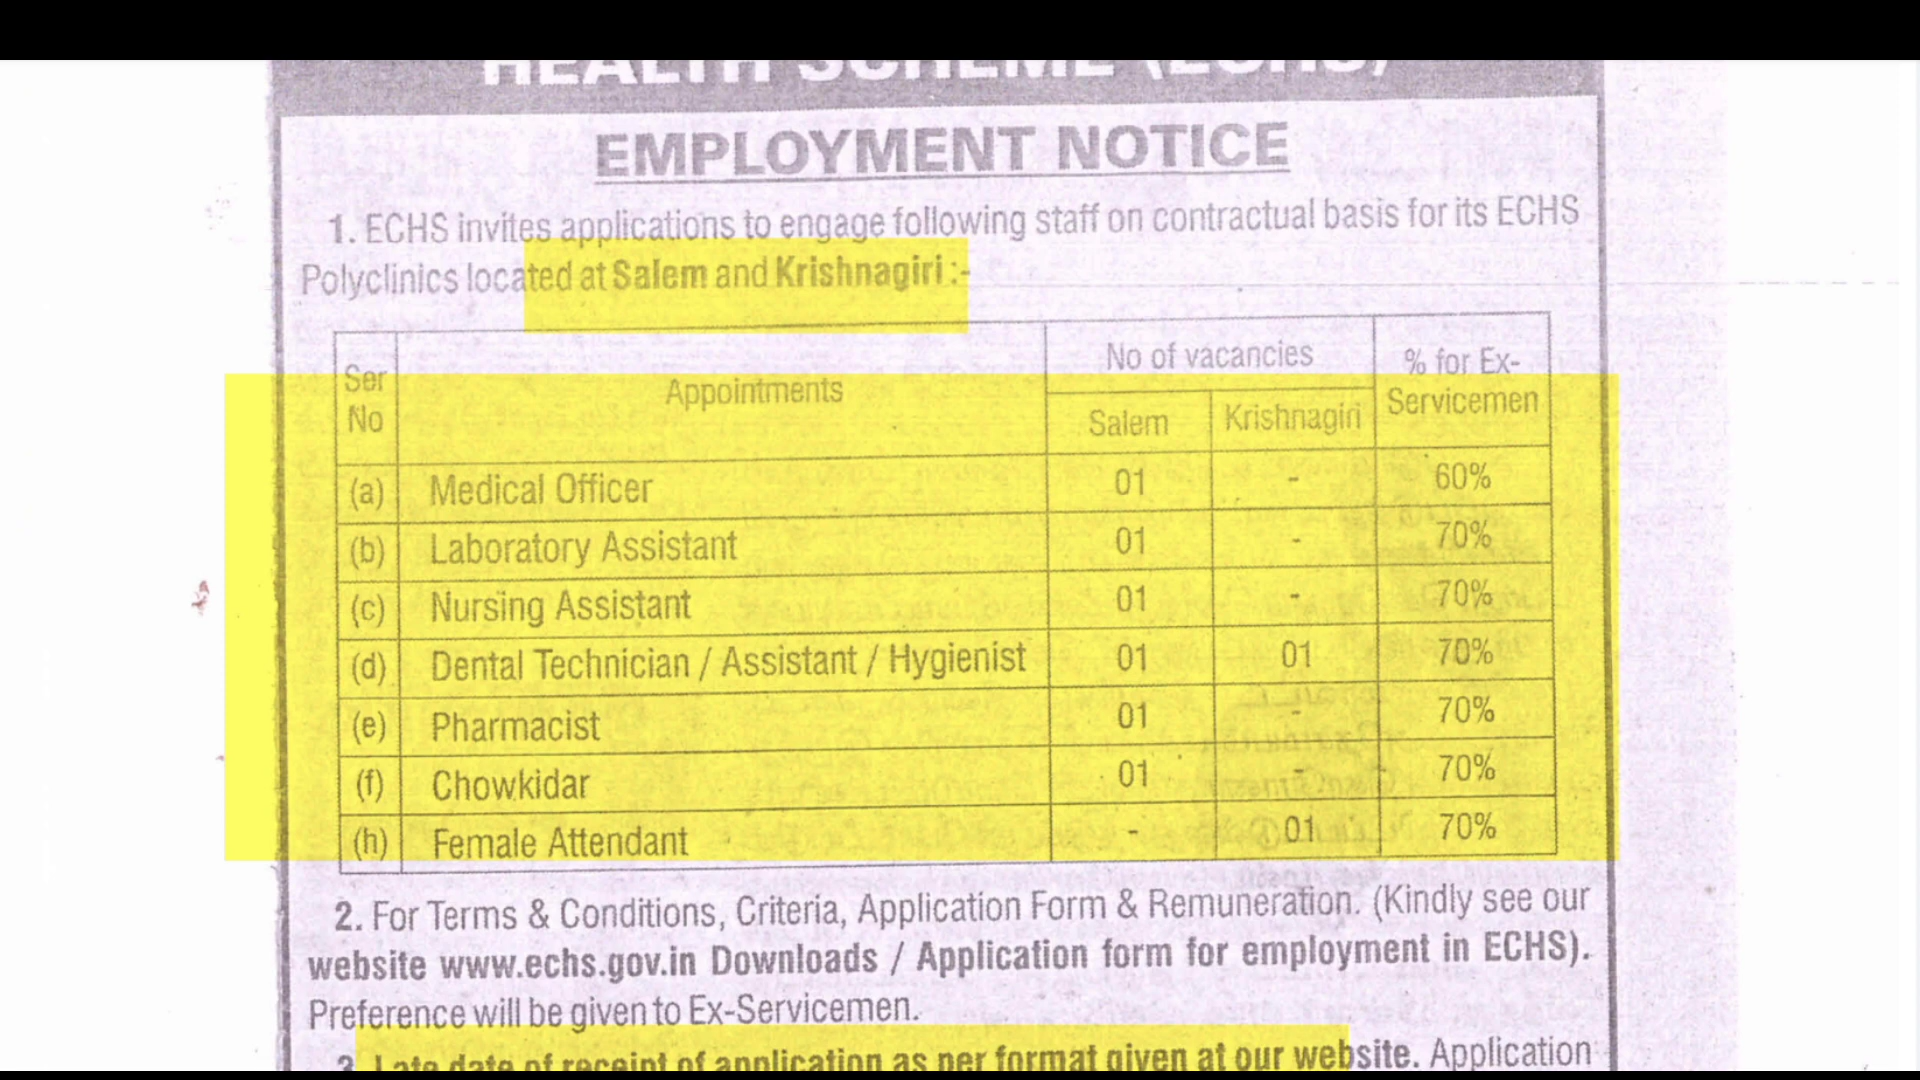 HEALTH SCHEME (ECHS)
EMPLOYMENT NOTICE
1. ECHS invites applications to engage following staff on contractual basis for its ECHS
Polyclinics located at Salem and Krishnagiri :-
Ser No Appointments No of vacancies % for Ex-Servicemen
Salem Krishnagiri
(a) Medical Officer 01 - 60%
(b) Laboratory Assistant 01 - 70%
(c) Nursing Assistant 01 - 70%
(d) Dental Technician / Assistant / Hygienist 01 01 70%
(e) Pharmacist 01 - 70%
(f) Chowkidar 01 - 70%
(h) Female Attendant - 01 70%
2. For Terms & Conditions, Criteria, Application Form & Remuneration. (Kindly see our
website www.echs.gov.in Downloads / Application form for employment in ECHS).
Preference will be given to Ex-Servicemen.
3. Late date of receipt of application as per format given at our website. Application